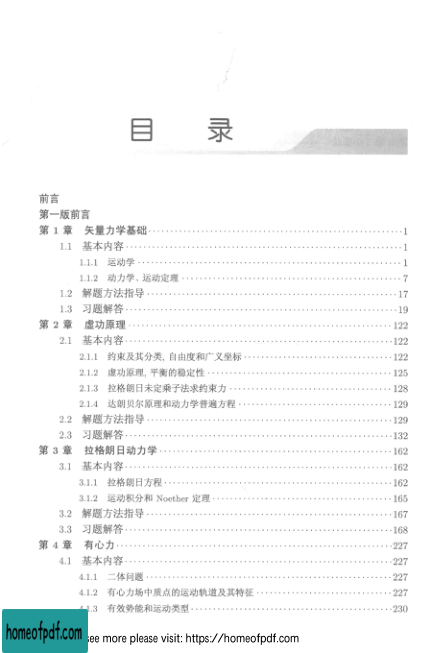 目 录
前言
第一版前言
第 1 章 矢量力学基础 1
1.1 基本内容 1
1.1.1 运动学 1
1.1.2 动力学、运动定理 7
1.2 解题方法指导 17
1.3 习题解答 19
第 2 章 虚功原理 122
2.1 基本内容 122
2.1.1 约束及其分类, 自由度和广义坐标 122
2.1.2 虚功原理, 平衡的稳定性 125
2.1.3 拉格朗日未定乘子法求约束力 128
2.1.4 达朗贝尔原理和动力学普遍方程 129
2.2 解题方法指导 129
2.3 习题解答 132
第 3 章 拉格朗日动力学 162
3.1 基本内容 162
3.1.1 拉格朗日方程 162
3.1.2 运动积分和 Noether 定理 165
3.2 解题方法指导 167
3.3 习题解答 168
第 4 章 有心力 227
4.1 基本内容 227
4.1.1 二体问题 227
4.1.2 有心力场中质点的运动轨道及其特征 227
4.1.3 有效势能和运动类型 230
homeofpdf.com
see more please visit: https://homeofpdf.com